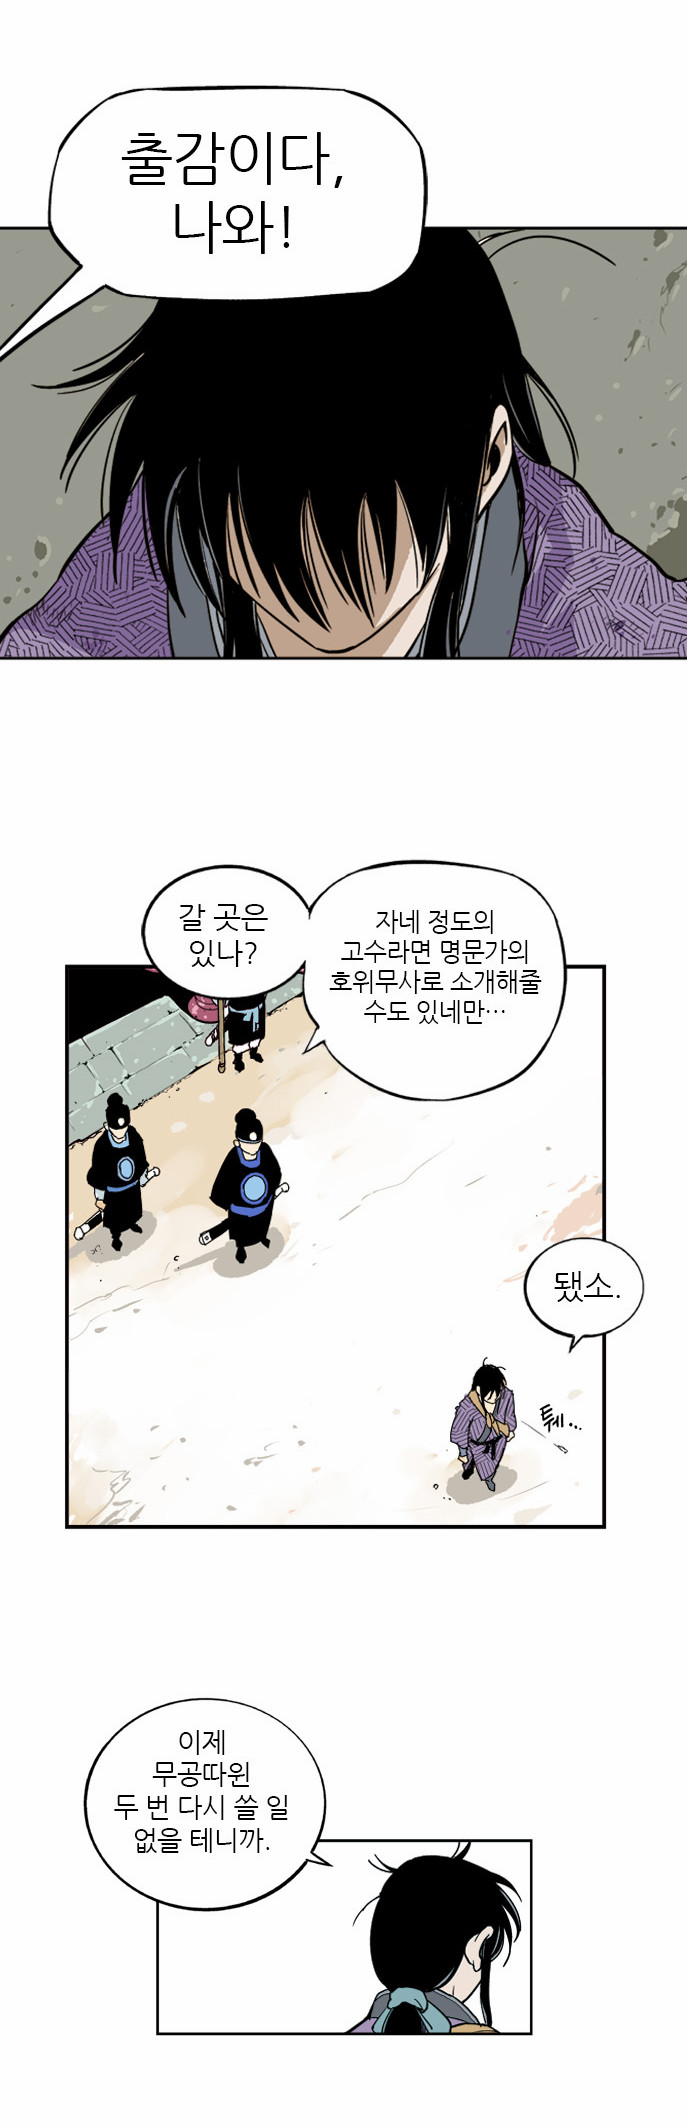 출감이다,
나와!
갈 곳은
있나?
자네 정도의
고수라면 명문가의
호위무사로 소개해줄
수도 있네만…
됐소.
퉤...
이제
무공따윈
두 번 다시 쓸 일
없을 테니까.